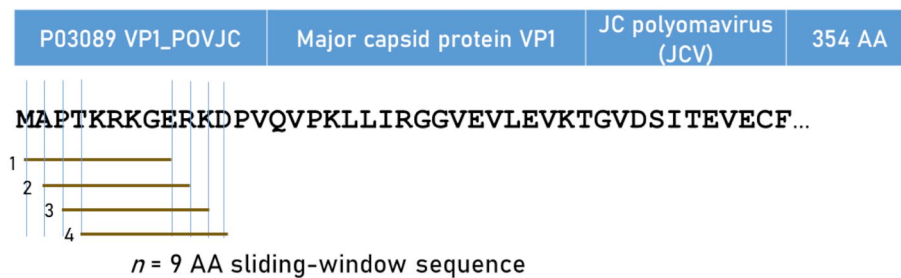 P03089 VP1_POVJC Major capsid protein VP1 JC polyomavirus (JCV) 354 AA
MAPTKRKGERKDPVQVPKLLIRGGVEVLEVKTGVDSITEVECF...
1
2
3
4
n = 9 AA sliding-window sequence